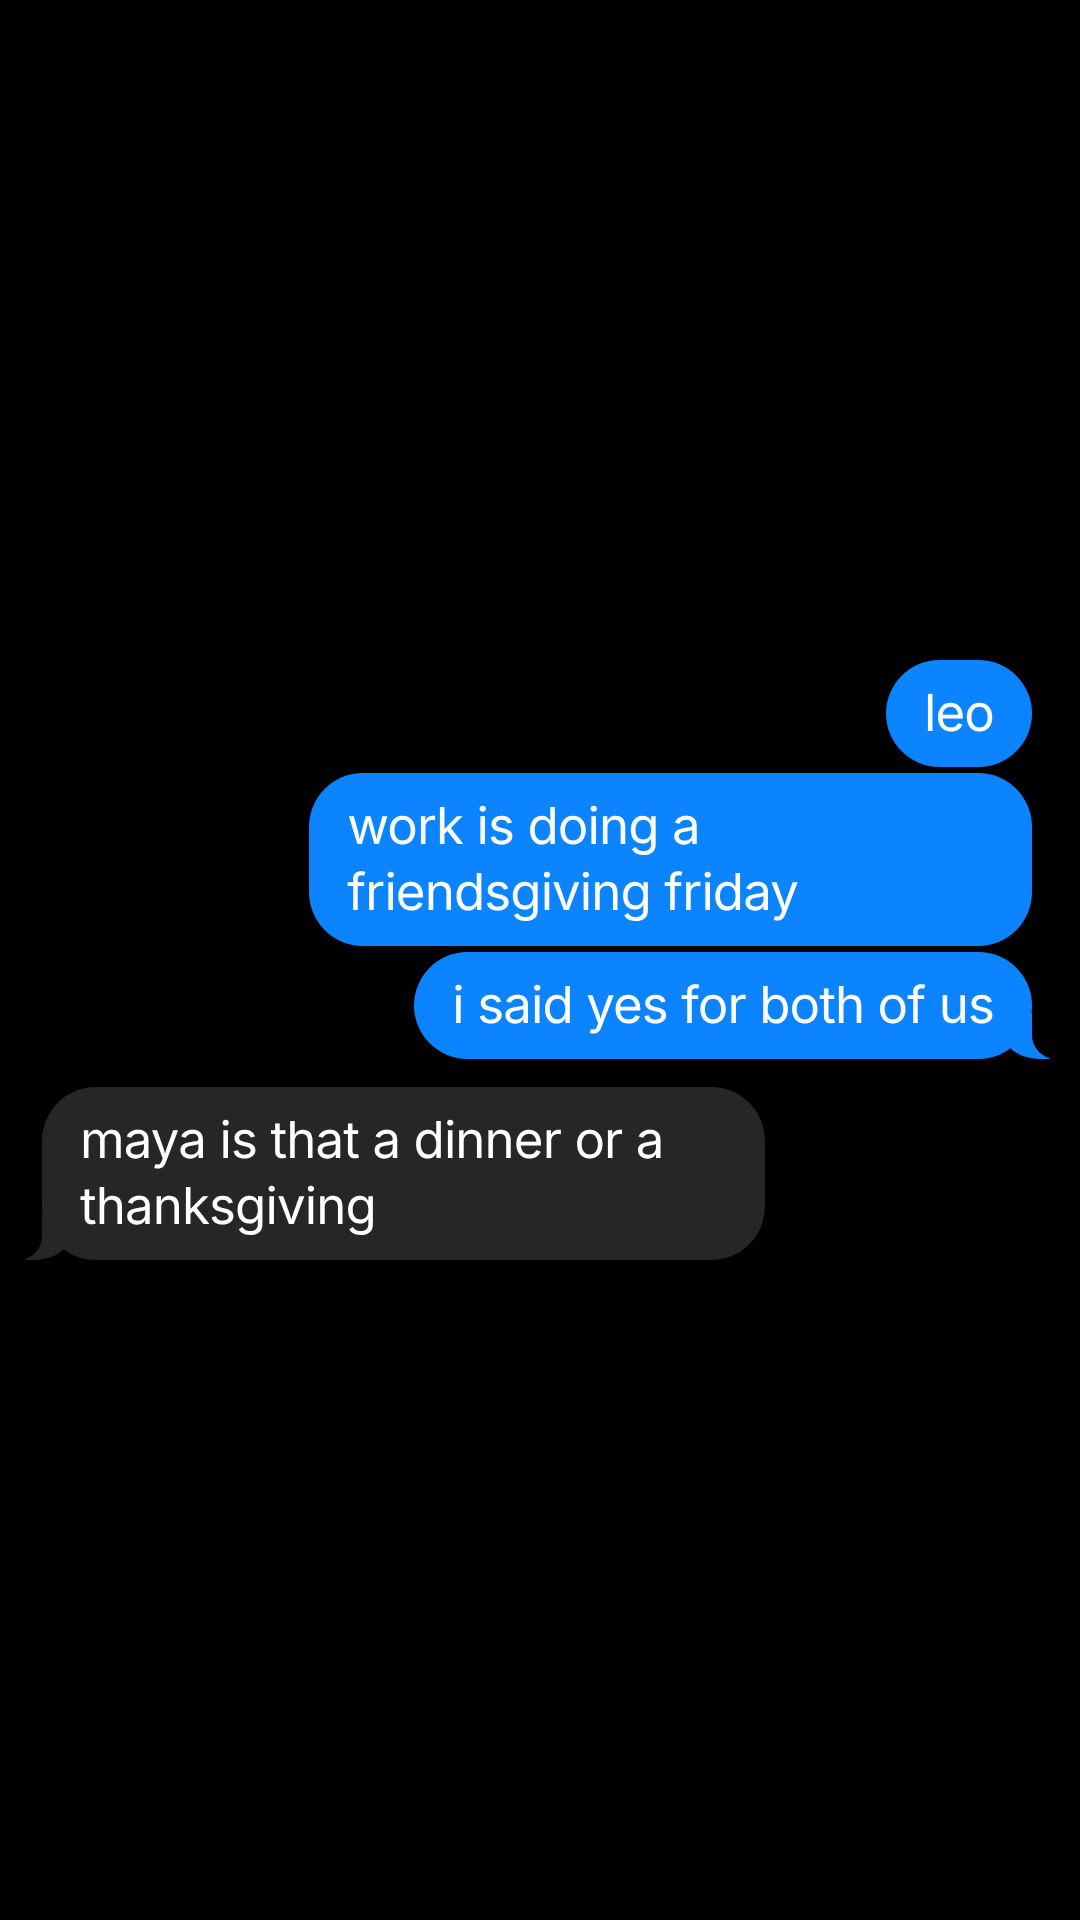 leo
work is doing a
friendsgiving friday
i said yes for both of us
maya is that a dinner or a
thanksgiving